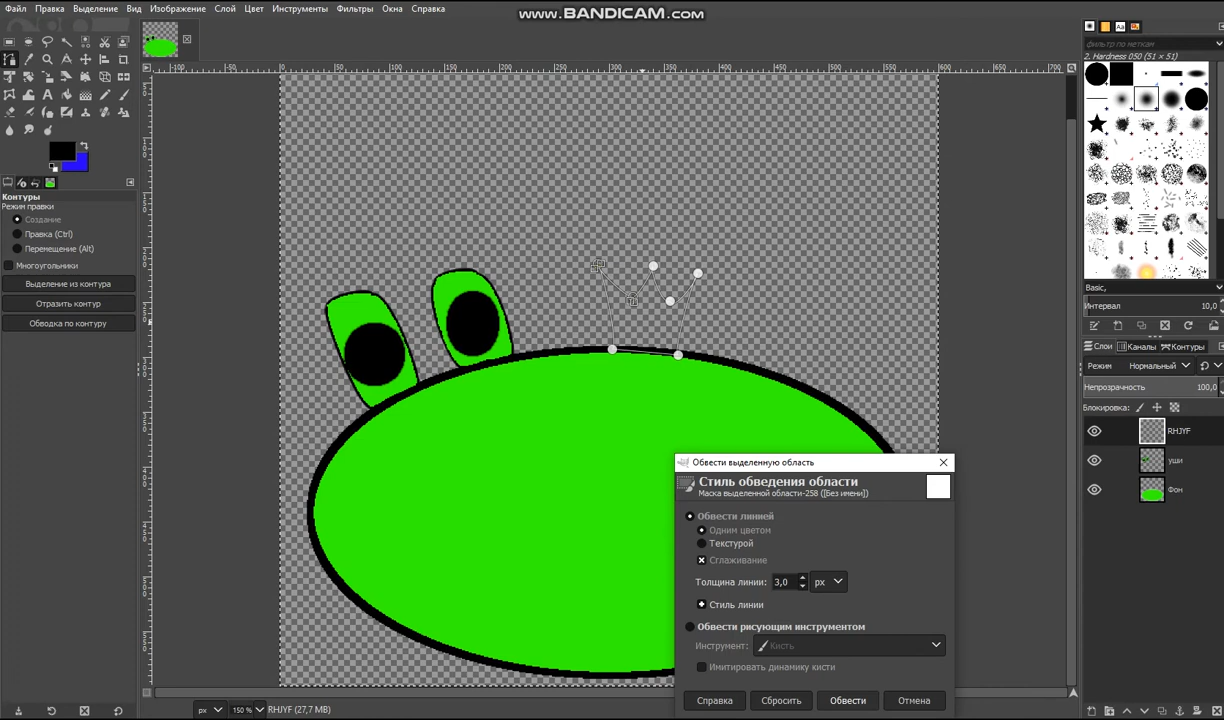 Файл Правка Выделение Вид Изображение Слой Цвет Инструменты Фильтры Окна Справка
www.BANDICAM.com
фильтр по меткам
2. Hardness 050 (51 × 51)
Basic,
Интервал 10,0
Слои Каналы Контуры
Режим Нормальный
Непрозрачность 100,0
Блокировка:
RHJYF
уши
Фон
Контуры
Режим правки
Создание
Правка (Ctrl)
Перемещение (Alt)
Многоугольники
Выделение из контура
Отразить контур
Обводка по контуру
Обвести выделенную область
Стиль обведения области
Маска выделенной области-258 ([Без имени])
Обвести линией
Одним цветом
Текстурой
Сглаживание
Толщина линии: 3,0 px
Стиль линии
Обвести рисующим инструментом
Инструмент: Кисть
Имитировать динамику кисти
Справка Сбросить Обвести Отмена
px 150 % RHJYF (27,7 MB)